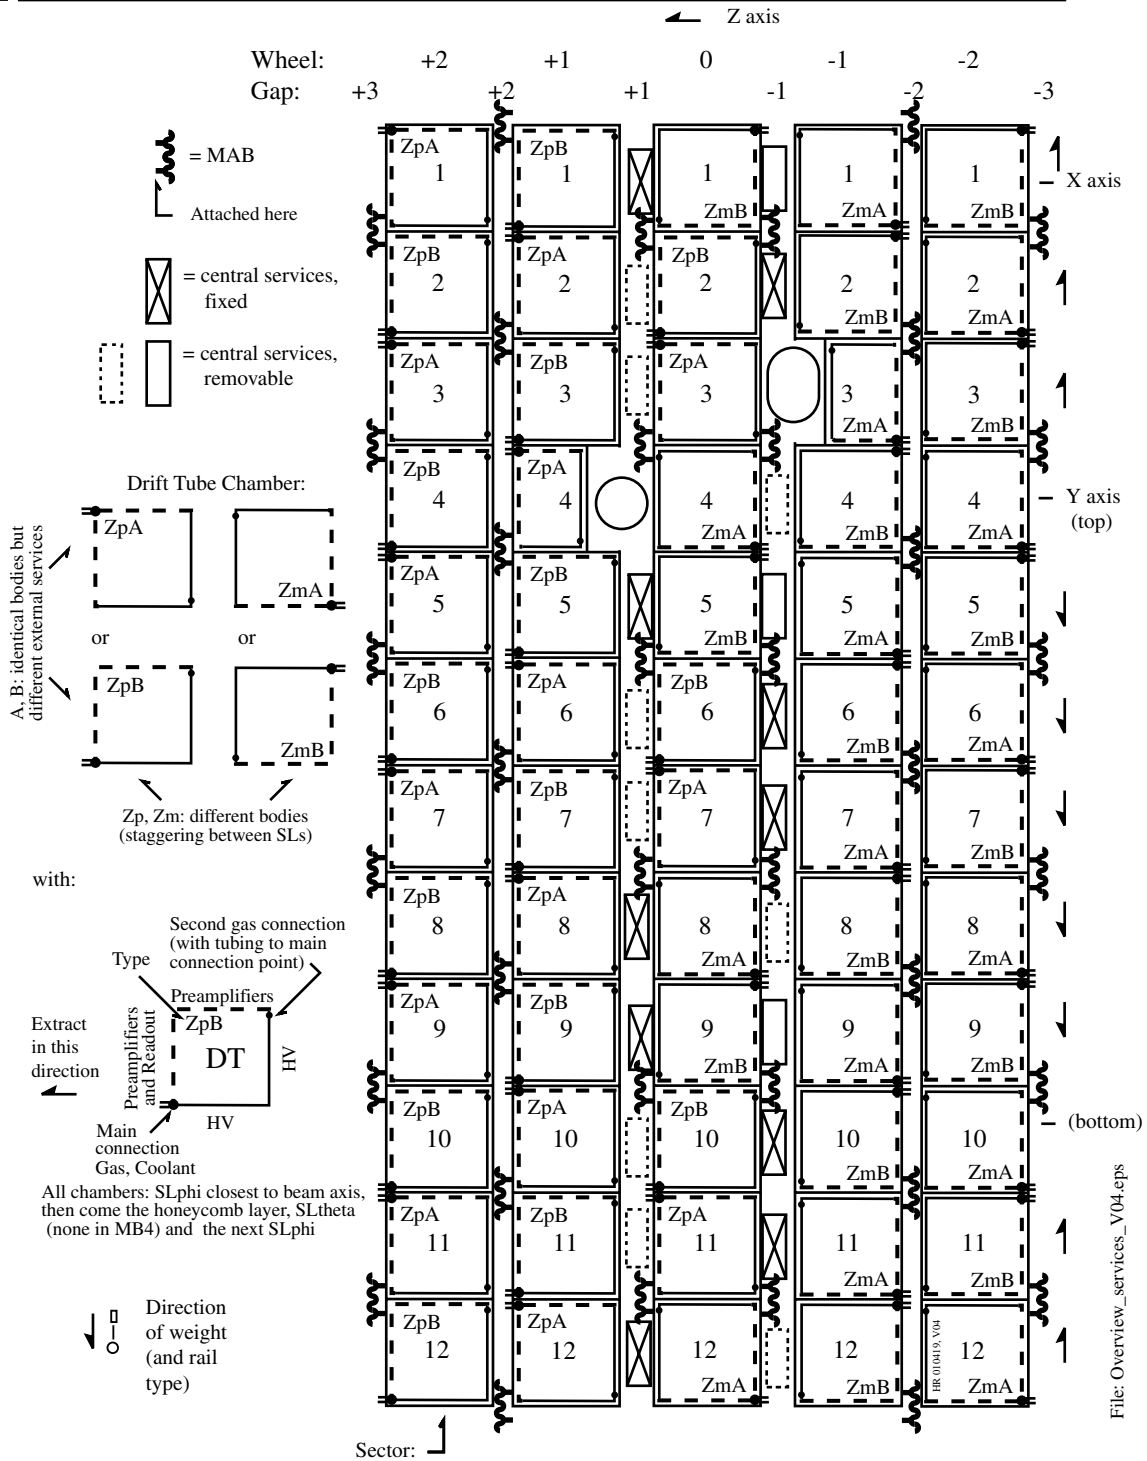 Z axis
Wheel: +2 +1 0 -1 -2
Gap: +3 +2 +1 -1 -2 -3
= MAB
Attached here
= central services,
fixed
= central services,
removable
ZpA 1 ZpB 1 1 ZmB 1 ZmA 1 ZmB
X axis
ZpB 2 ZpA 2 ZpB 2 2 ZmB 2 ZmA
ZpA 3 ZpB 3 ZpA 3 3 ZmA 3 ZmB
ZpB 4 ZpA 4 4 ZmA 4 ZmB 4 ZmA
Y axis
(top)
ZpA 5 ZpB 5 5 ZmB 5 ZmA 5 ZmB
ZpB 6 ZpA 6 ZpB 6 6 ZmB 6 ZmA
ZpA 7 ZpB 7 ZpA 7 7 ZmA 7 ZmB
ZpB 8 ZpA 8 8 ZmA 8 ZmB 8 ZmA
ZpA 9 ZpB 9 9 ZmB 9 ZmA 9 ZmB
ZpB 10 ZpA 10 ZpB 10 10 ZmB 10 ZmA
(bottom)
ZpA 11 ZpB 11 ZpA 11 11 ZmA 11 ZmB
ZpB 12 ZpA 12 12 ZmA 12 ZmB 12 ZmA
HR 010419, V04
Drift Tube Chamber:
A, B: identical bodies but
different external services
ZpA
ZmA
or or
ZpB
ZmB
Zp, Zm: different bodies
(staggering between SLs)
with:
Second gas connection
(with tubing to main
connection point)
Type
Preamplifiers
ZpB
DT
HV
Preamplifiers
and Readout
Extract
in this
direction
HV
Main
connection
Gas, Coolant
All chambers: SLphi closest to beam axis,
then come the honeycomb layer, SLtheta
(none in MB4) and the next SLphi
Direction
of weight
(and rail
type)
Sector:
File: Overview_services_V04.eps